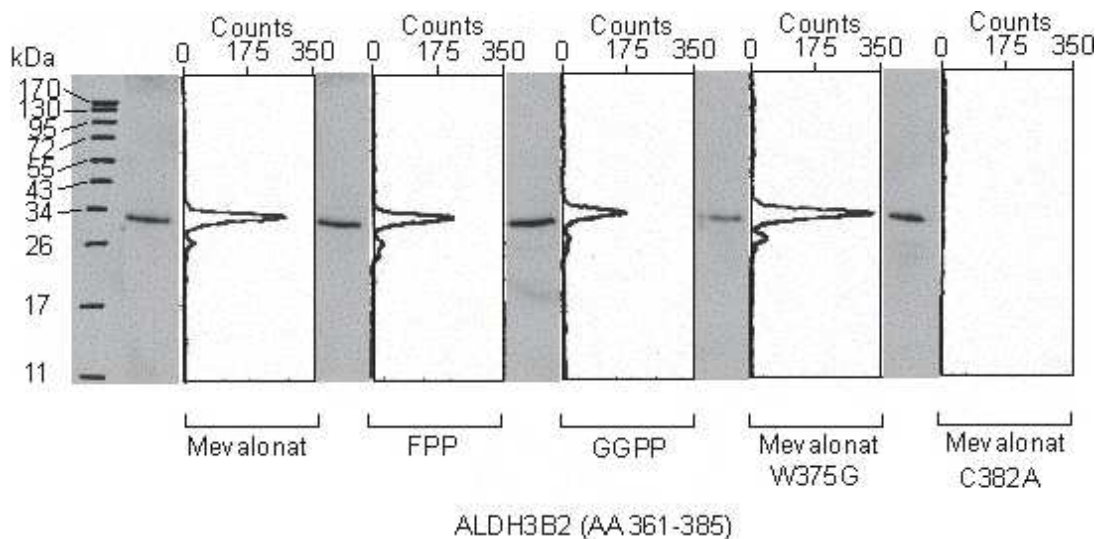 Counts Counts Counts Counts Counts
kDa 0 175 350 0 175 350 0 175 350 0 175 350 0 175 350
170
130
95
72
55
43
34
26
17
11
Mevalonat FPP GGPP Mevalonat Mevalonat
W375G C382A
ALDH3B2 (AA 361-385)